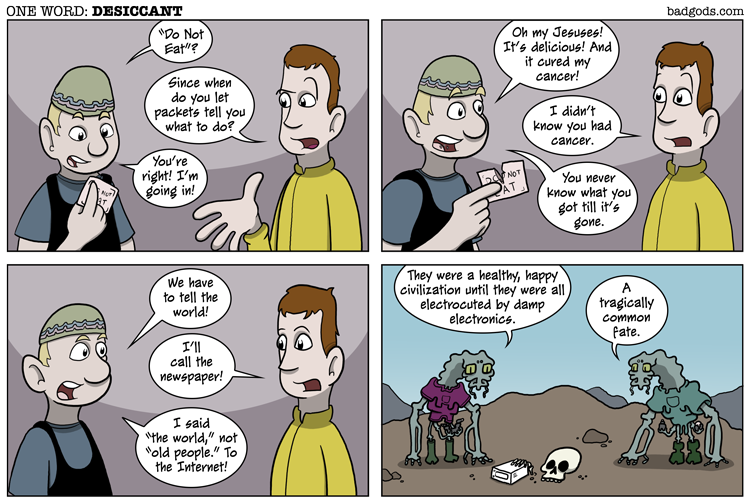 ONE WORD: DESICCANT
badgods.com
"Do Not
Eat"?
Since when
do you let
packets tell you
what to do?
You're
right! I'm
going in!
NOT
AT
Oh my Jesuses!
It's delicious! And
it cured my
cancer!
I didn't
know you had
cancer.
You never
know what you
got till it's
gone.
NOT
AT
We have
to tell the
world!
I'll
call the
newspaper!
I said
"the world," not
"old people." To
the Internet!
They were a healthy, happy
civilization until they were all
electrocuted by damp
electronics.
A
tragically
common
fate.